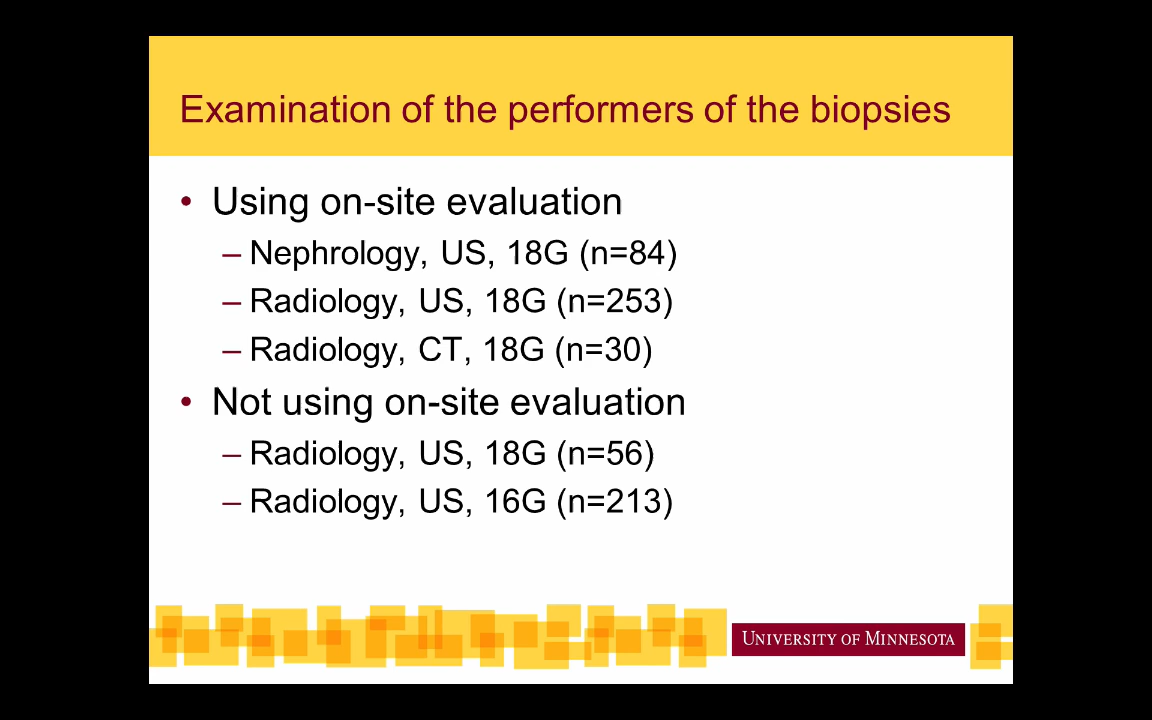 Examination of the performers of the biopsies
• Using on-site evaluation
– Nephrology, US, 18G (n=84)
– Radiology, US, 18G (n=253)
– Radiology, CT, 18G (n=30)
• Not using on-site evaluation
– Radiology, US, 18G (n=56)
– Radiology, US, 16G (n=213)
UNIVERSITY OF MINNESOTA